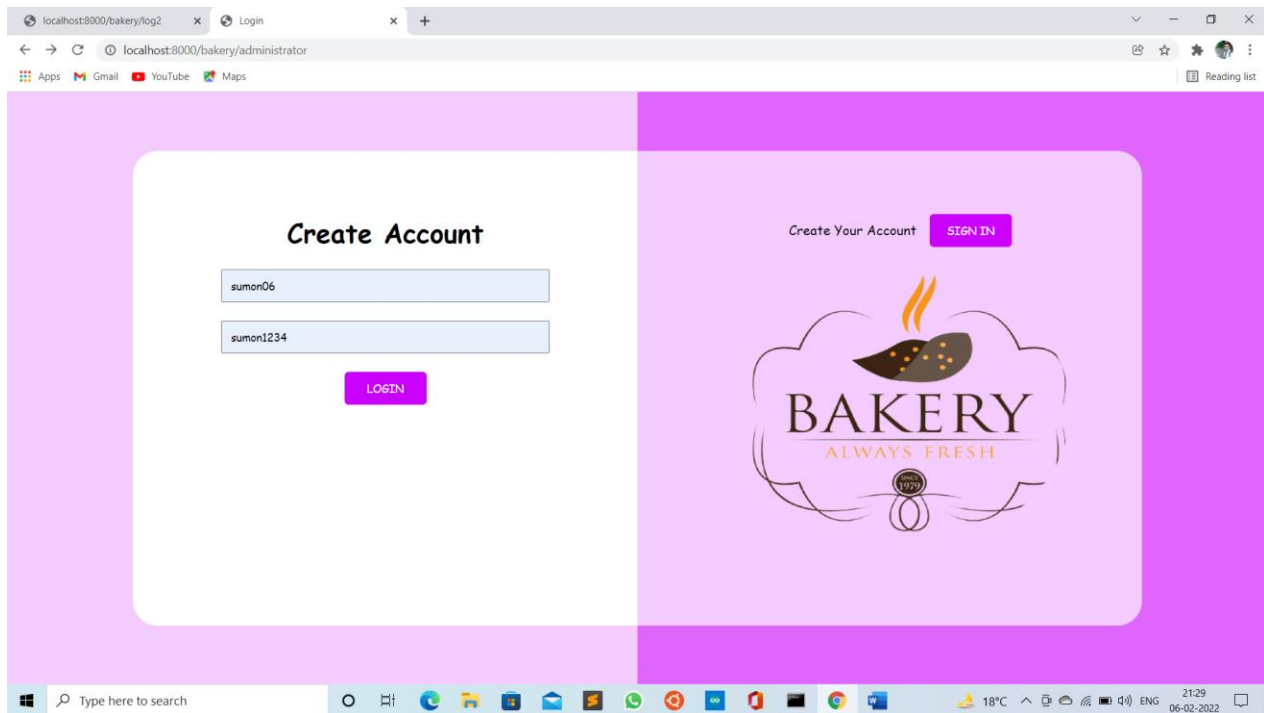 localhost:8000/bakery/log2
Login
localhost:8000/bakery/administrator
Apps Gmail YouTube Maps
Reading list
Create Account
sumon06
sumon1234
LOGIN
Create Your Account SIGN IN
BAKERY
ALWAYS FRESH
SINCE
1979
Type here to search
18°C ENG
21:29
06-02-2022